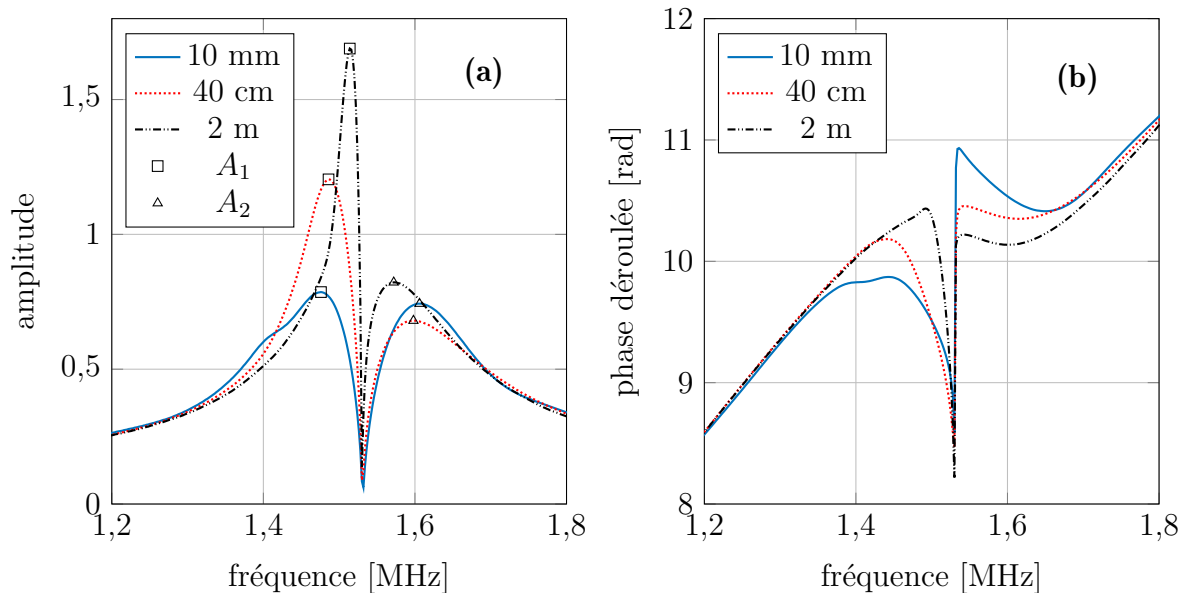 (a)
10 mm
40 cm
2 m
A₁
A₂
amplitude
0
0,5
1
1,5
1,2
1,4
1,6
1,8
fréquence [MHz]
(b)
10 mm
40 cm
2 m
phase déroulée [rad]
8
9
10
11
12
1,2
1,4
1,6
1,8
fréquence [MHz]